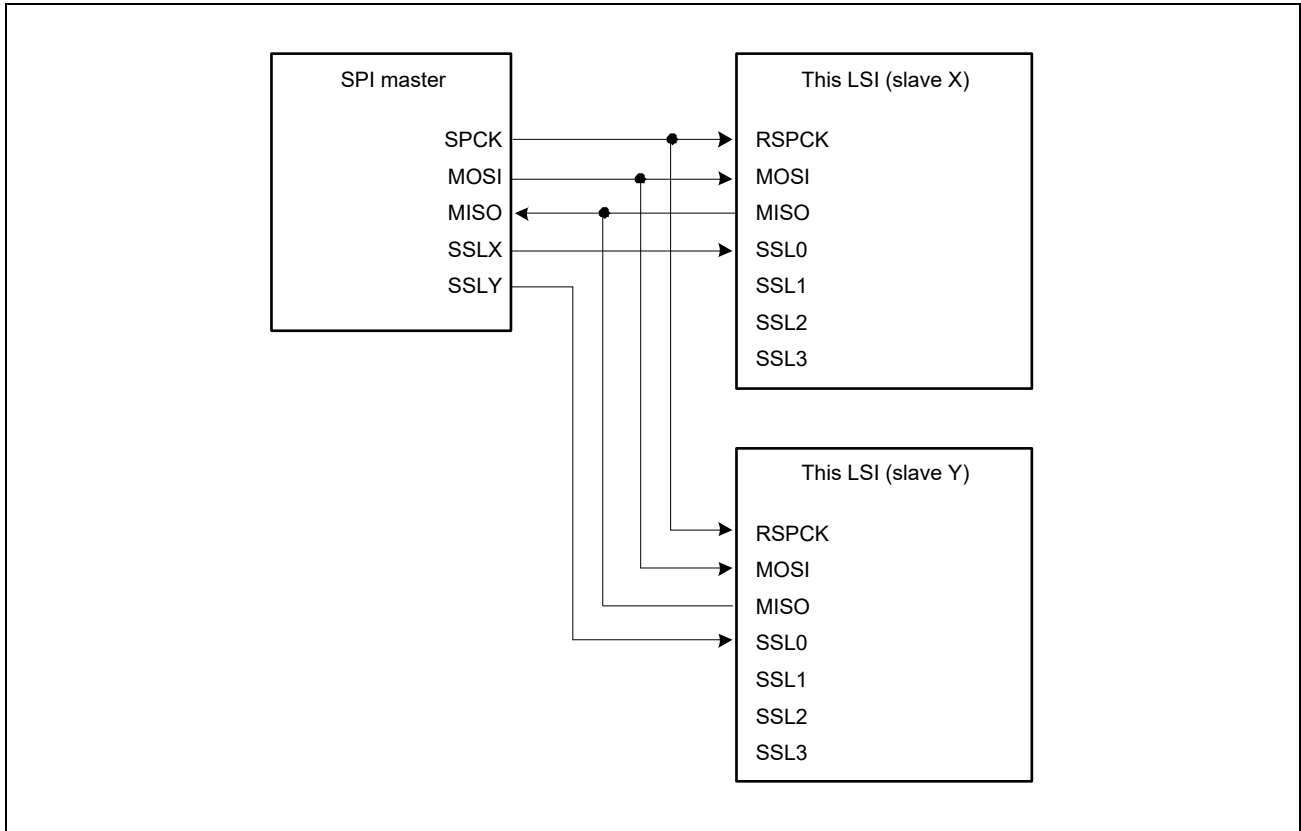 SPI master
SPCK
MOSI
MISO
SSLX
SSLY
This LSI (slave X)
RSPCK
MOSI
MISO
SSL0
SSL1
SSL2
SSL3
This LSI (slave Y)
RSPCK
MOSI
MISO
SSL0
SSL1
SSL2
SSL3